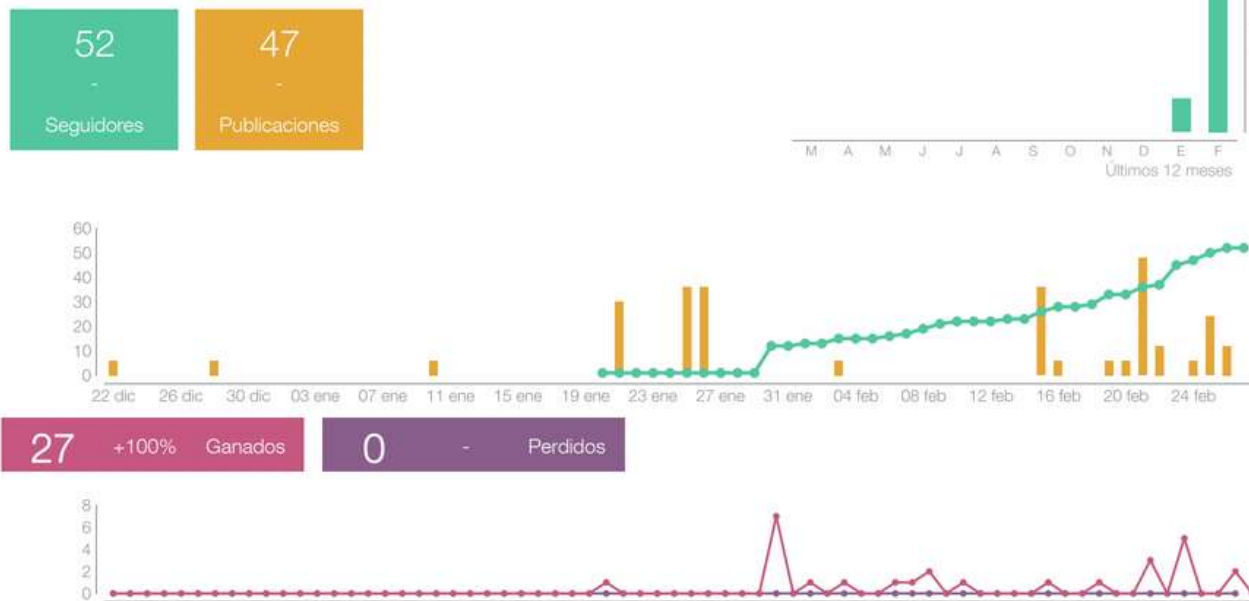 52
-
Seguidores
47
-
Publicaciones
M A M J J A S O N D E F
Últimos 12 meses
60
50
40
30
20
10
0
22 dic 26 dic 30 dic 03 ene 07 ene 11 ene 15 ene 19 ene 23 ene 27 ene 31 ene 04 feb 08 feb 12 feb 16 feb 20 feb 24 feb
27 +100% Ganados
0 - Perdidos
8
6
4
2
0